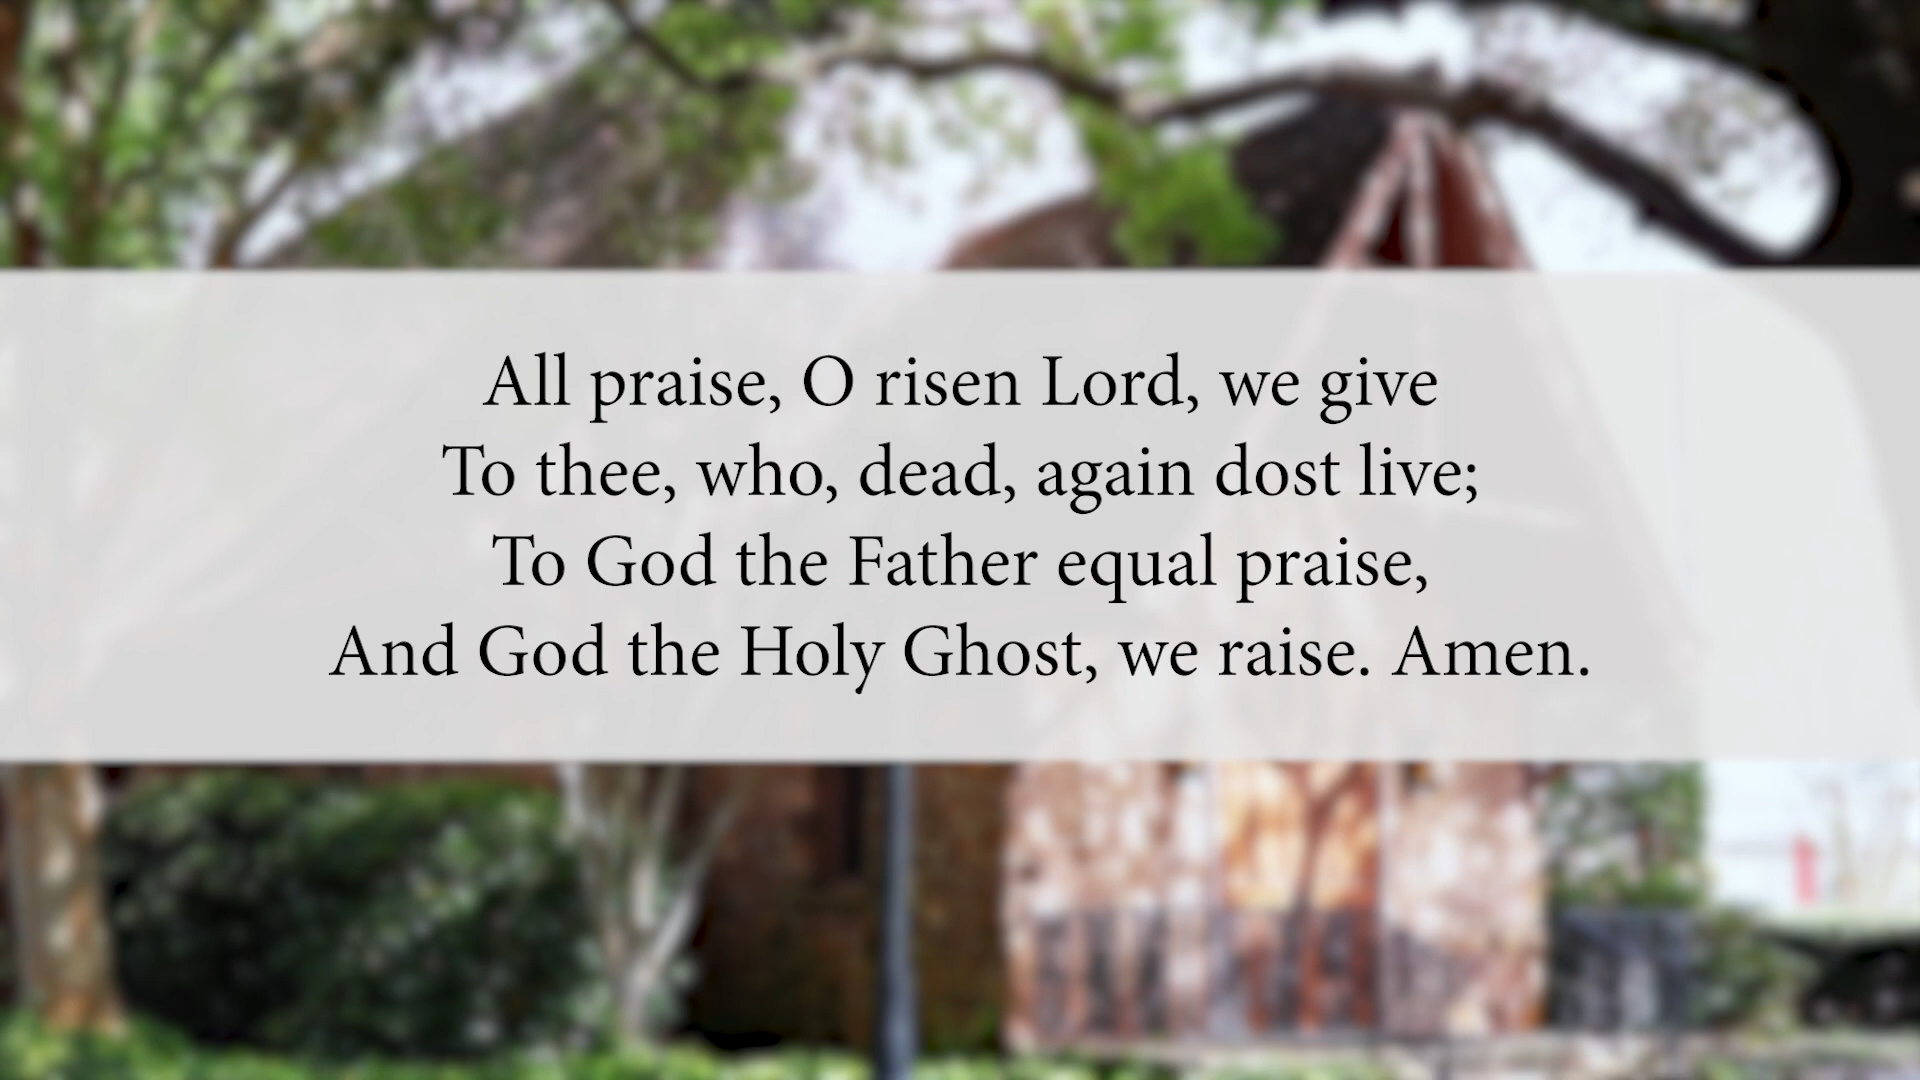 All praise, O risen Lord, we give
To thee, who, dead, again dost live;
To God the Father equal praise,
And God the Holy Ghost, we raise. Amen.